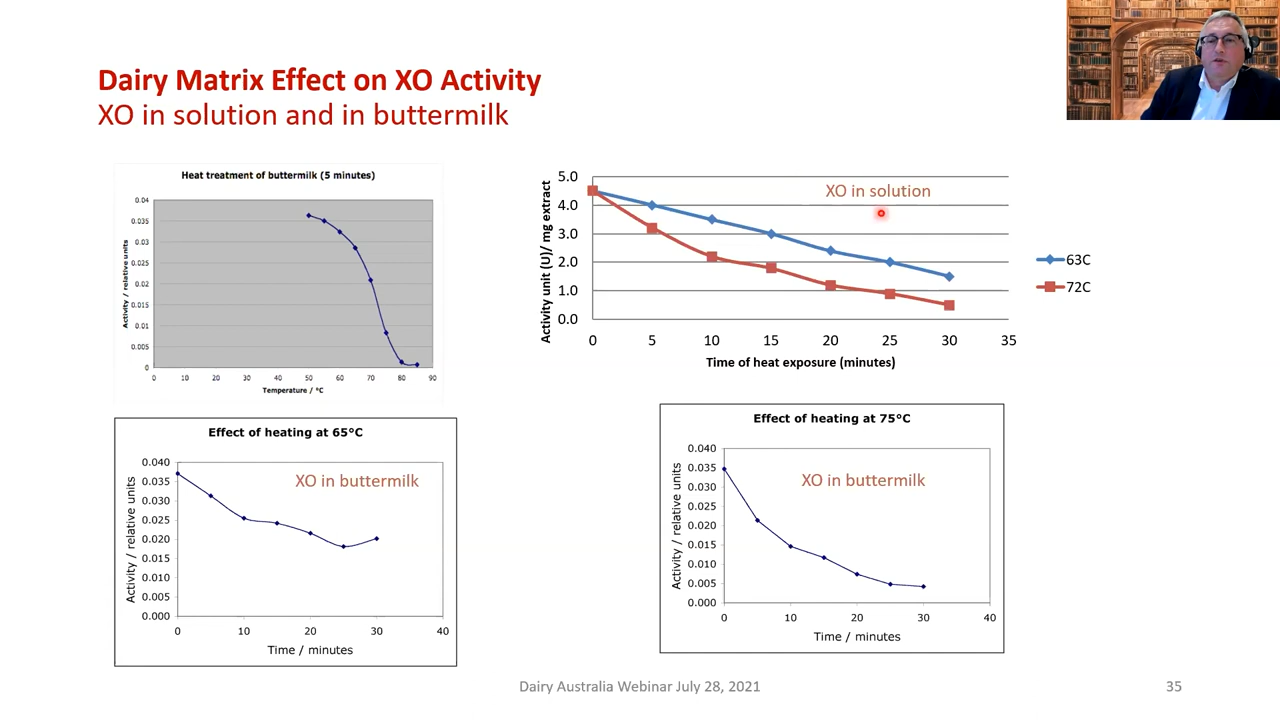 Dairy Matrix Effect on XO Activity
XO in solution and in buttermilk
Heat treatment of buttermilk (5 minutes)
Activity / relative units
0.04
0.035
0.03
0.025
0.02
0.015
0.01
0.005
0
0 10 20 30 40 50 60 70 80 90
Temperature / °C
XO in solution
Activity unit (U)/ mg extract
5.0
4.0
3.0
2.0
1.0
0.0
0 5 10 15 20 25 30 35
Time of heat exposure (minutes)
63C
72C
Effect of heating at 65°C
XO in buttermilk
Activity / relative units
0.040
0.035
0.030
0.025
0.020
0.015
0.010
0.005
0.000
0 10 20 30 40
Time / minutes
Effect of heating at 75°C
XO in buttermilk
Activity / relative units
0.040
0.035
0.030
0.025
0.020
0.015
0.010
0.005
0.000
0 10 20 30 40
Time / minutes
Dairy Australia Webinar July 28, 2021
35